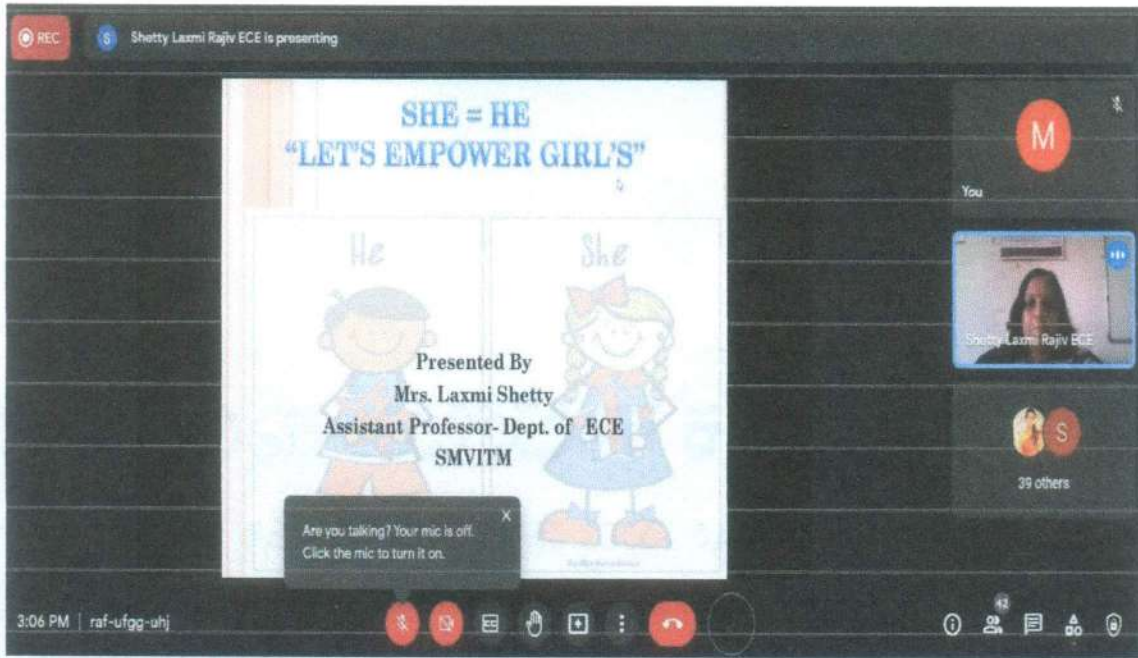 REC
S
Shetty Laxmi Rajiv ECE is presenting
SHE = HE
“LET'S EMPOWER GIRL'S”
He
She
Presented By
Mrs. Laxmi Shetty
Assistant Professor- Dept. of ECE
SMVITM
Are you talking? Your mic is off.
Click the mic to turn it on.
X
M
You
Shetty Laxmi Rajiv ECE
S
39 others
3:06 PM | raf-ufgg-uhj
CC
42